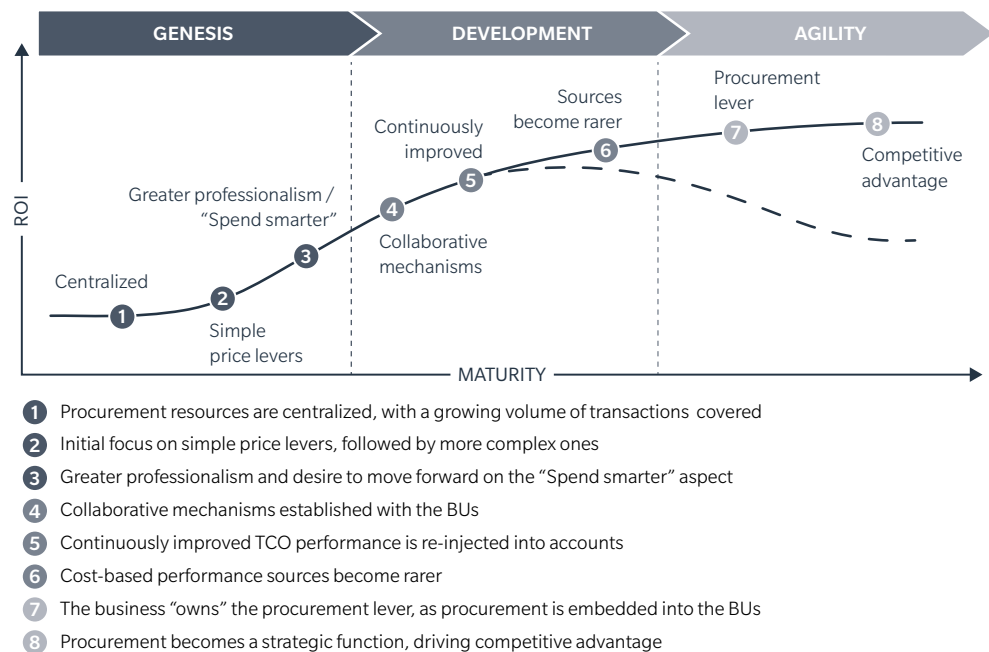 GENESIS
DEVELOPMENT
AGILITY
Procurement
lever
Sources
become rarer
Continuously
improved
7
8
6
Competitive
advantage
5
Greater professionalism /
“Spend smarter”
4
Collaborative
mechanisms
ROI
3
Centralized
2
1
Simple
price levers
MATURITY
1 Procurement resources are centralized, with a growing volume of transactions covered
2 Initial focus on simple price levers, followed by more complex ones
3 Greater professionalism and desire to move forward on the “Spend smarter” aspect
4 Collaborative mechanisms established with the BUs
5 Continuously improved TCO performance is re-injected into accounts
6 Cost-based performance sources become rarer
7 The business “owns” the procurement lever, as procurement is embedded into the BUs
8 Procurement becomes a strategic function, driving competitive advantage